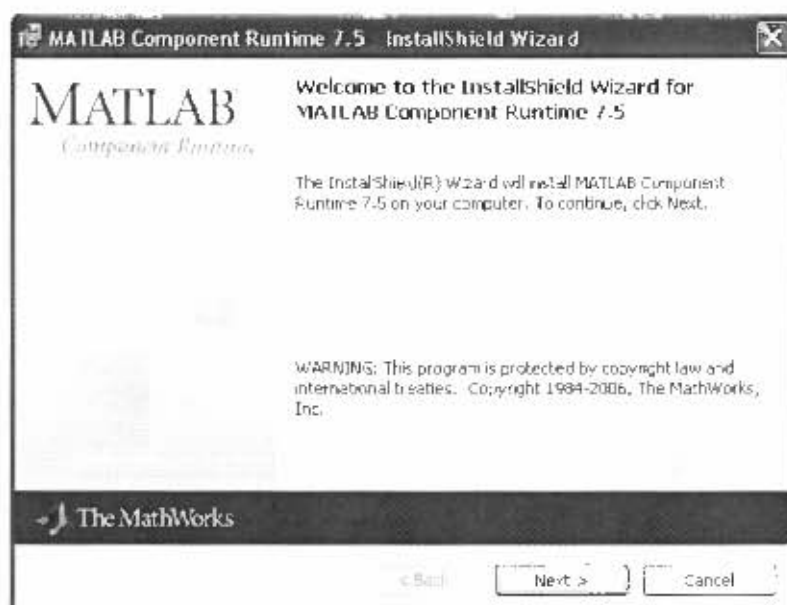 MATLAB Component Runtime 7.5 InstallShield Wizard
MATLAB
Component Runtime
Welcome to the InstallShield Wizard for
MATLAB Component Runtime 7.5
The InstallShield(R) Wizard will install MATLAB Component
Runtime 7.5 on your computer. To continue, click Next.
WARNING: This program is protected by copyright law and
international treaties. Copyright 1984-2006, The MathWorks,
Inc.
The MathWorks
< Back
Next >
Cancel